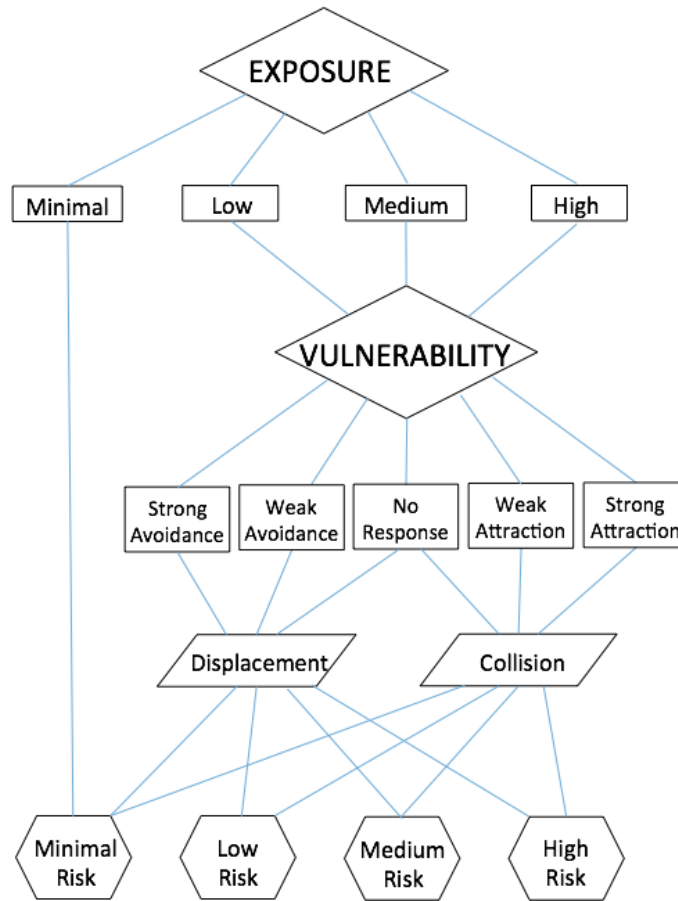 EXPOSURE
Minimal
Low
Medium
High
VULNERABILITY
Strong
Avoidance
Weak
Avoidance
No
Response
Weak
Attraction
Strong
Attraction
Displacement
Collision
Minimal
Risk
Low
Risk
Medium
Risk
High
Risk